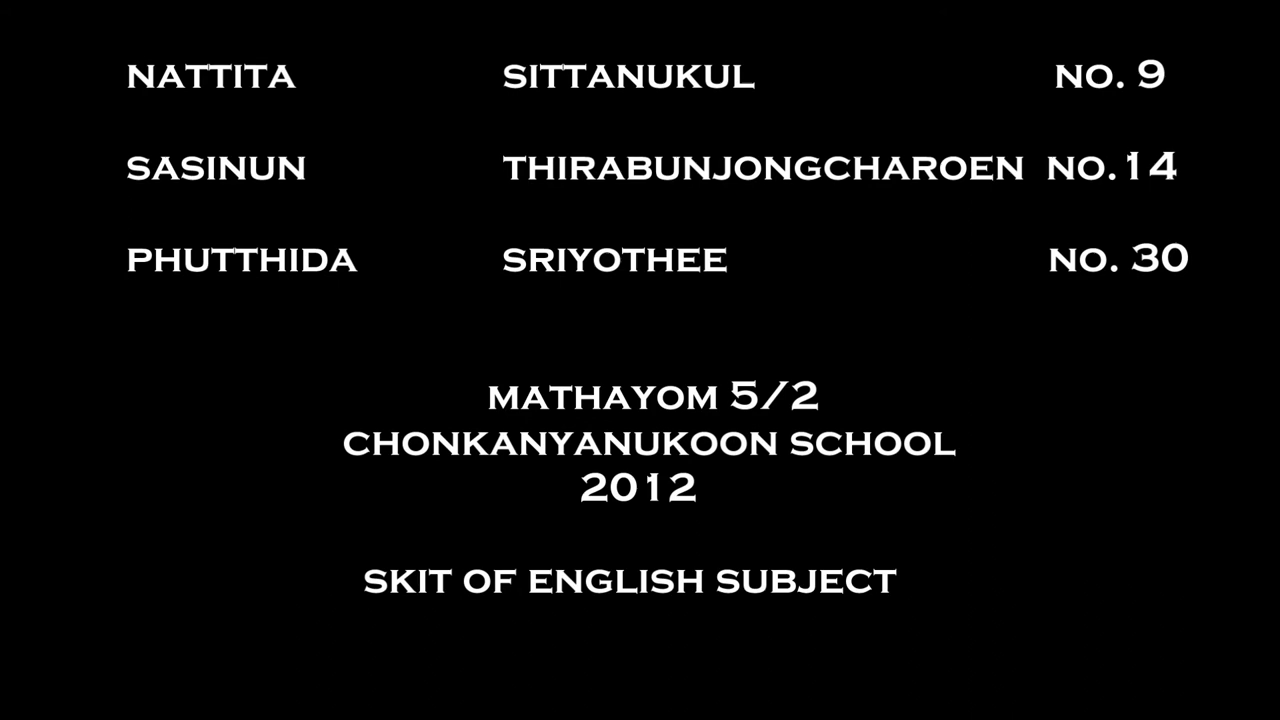 NATTITA SITTANUKUL NO. 9
SASINUN THIRABUNJONGCHAROEN NO.14
PHUTTHIDA SRIYOTHEE NO. 30
MATHAYOM 5/2
CHONKANYANUKOON SCHOOL
2012
SKIT OF ENGLISH SUBJECT